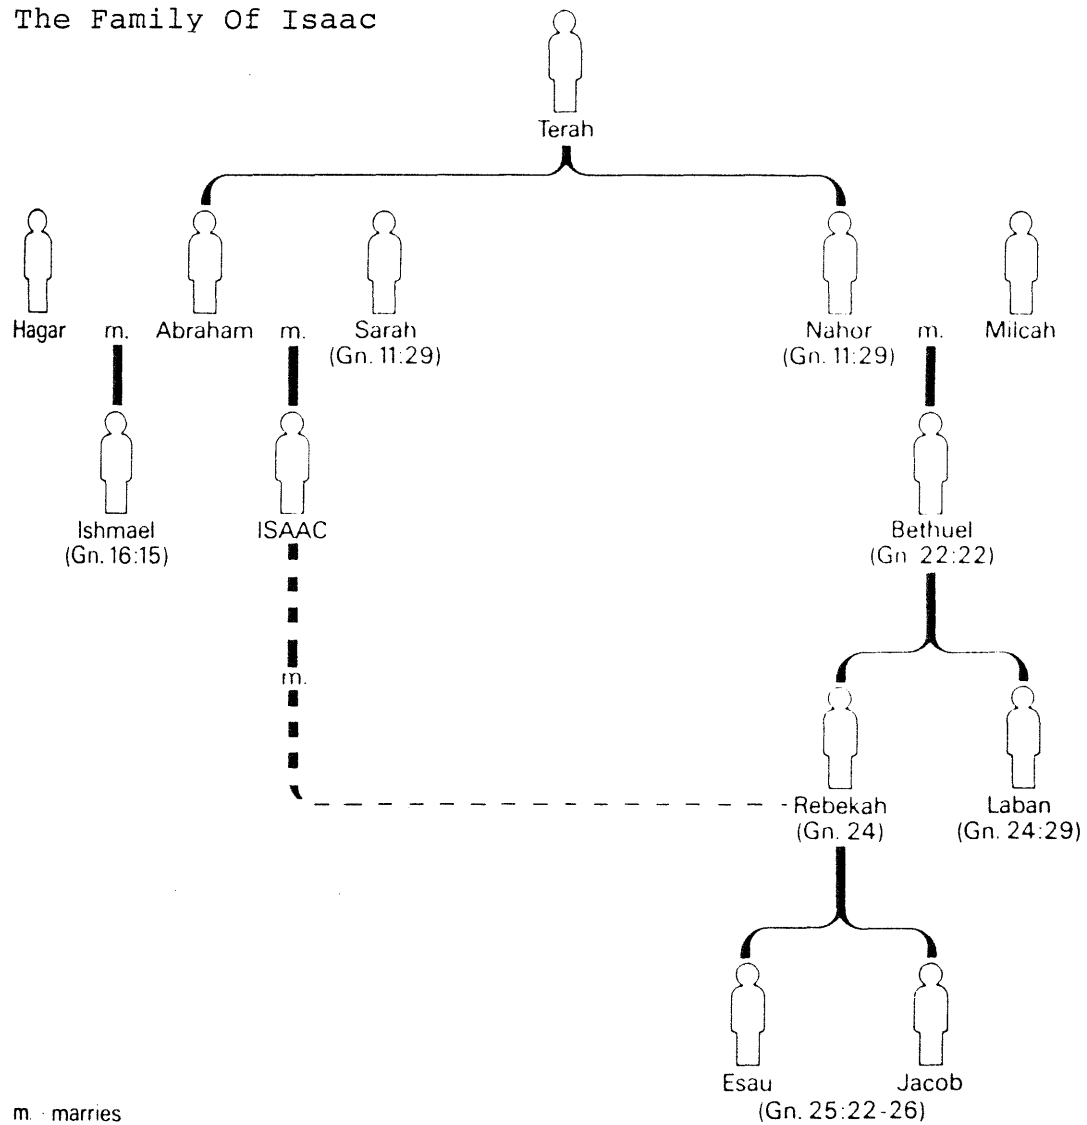 The Family Of Isaac
Terah
Hagar m. Abraham m. Sarah
(Gn. 11:29)
Nahor m. Milcah
(Gn. 11:29)
Ishmael
(Gn. 16:15)
ISAAC
Bethuel
(Gn 22:22)
m.
Rebekah
(Gn. 24)
Laban
(Gn. 24:29)
Esau Jacob
(Gn. 25:22-26)
m. · marries